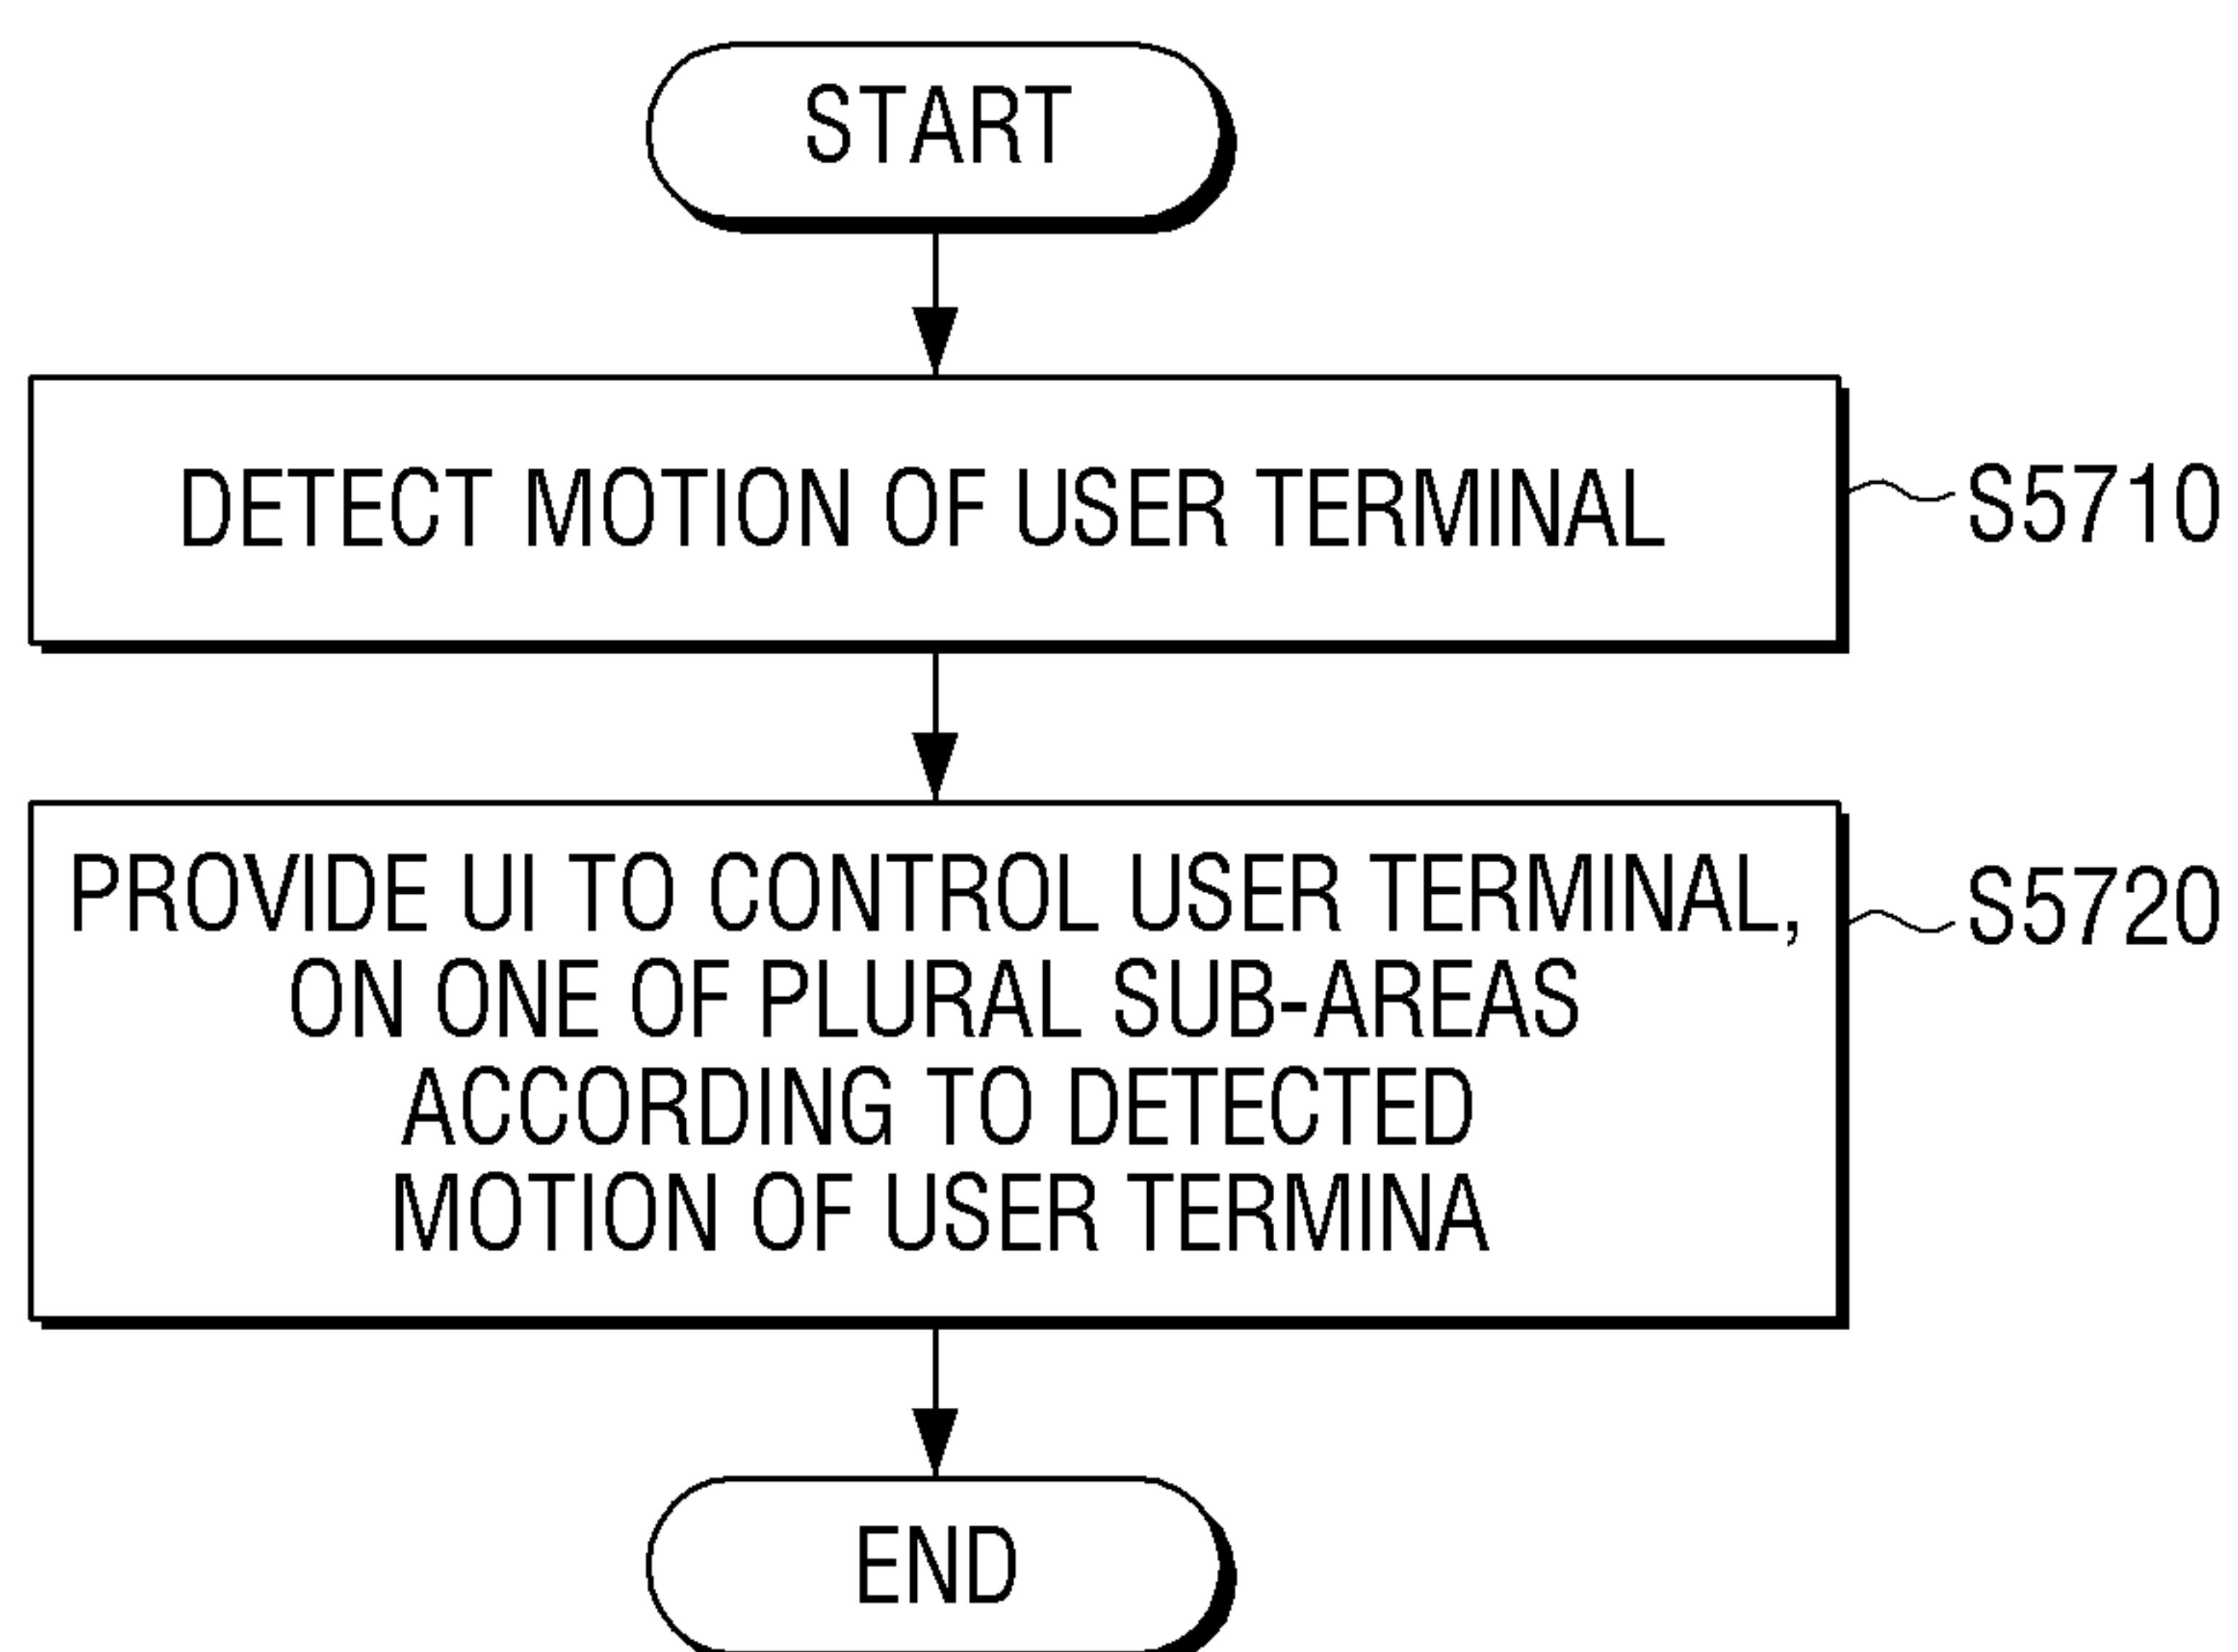 START
DETECT MOTION OF USER TERMINAL
S5710
PROVIDE UI TO CONTROL USER TERMINAL,
ON ONE OF PLURAL SUB-AREAS
ACCORDING TO DETECTED
MOTION OF USER TERMINA
S5720
END